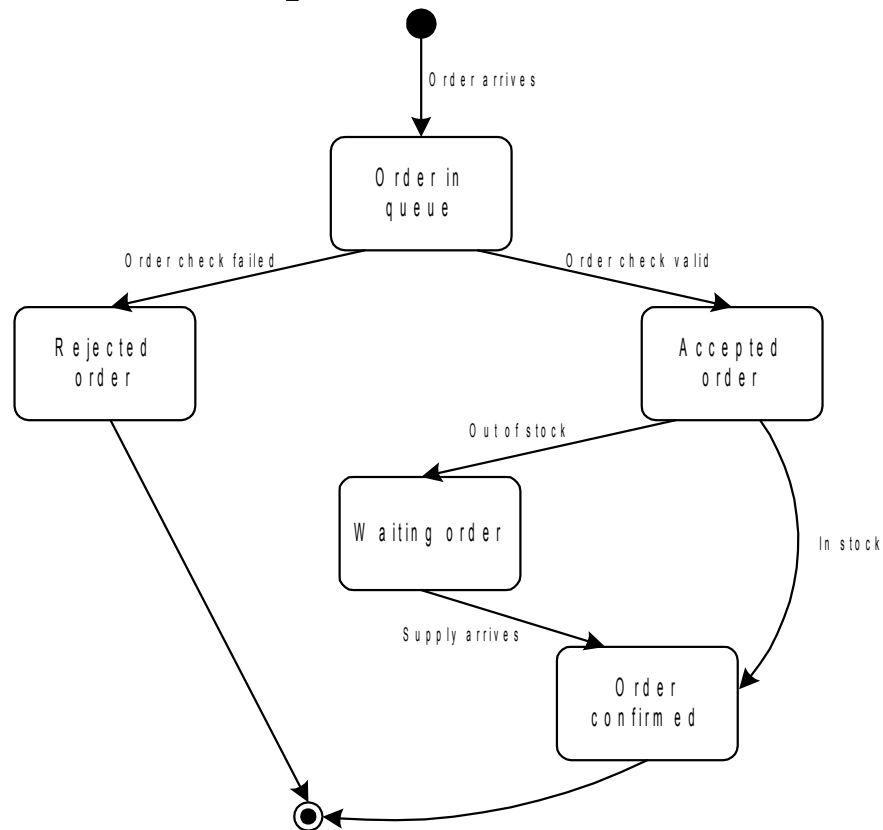 Order arrives
Order in
queue
Order check failed
Order check valid
Rejected
order
Accepted
order
Out of stock
Waiting order
In stock
Supply arrives
Order
confirmed